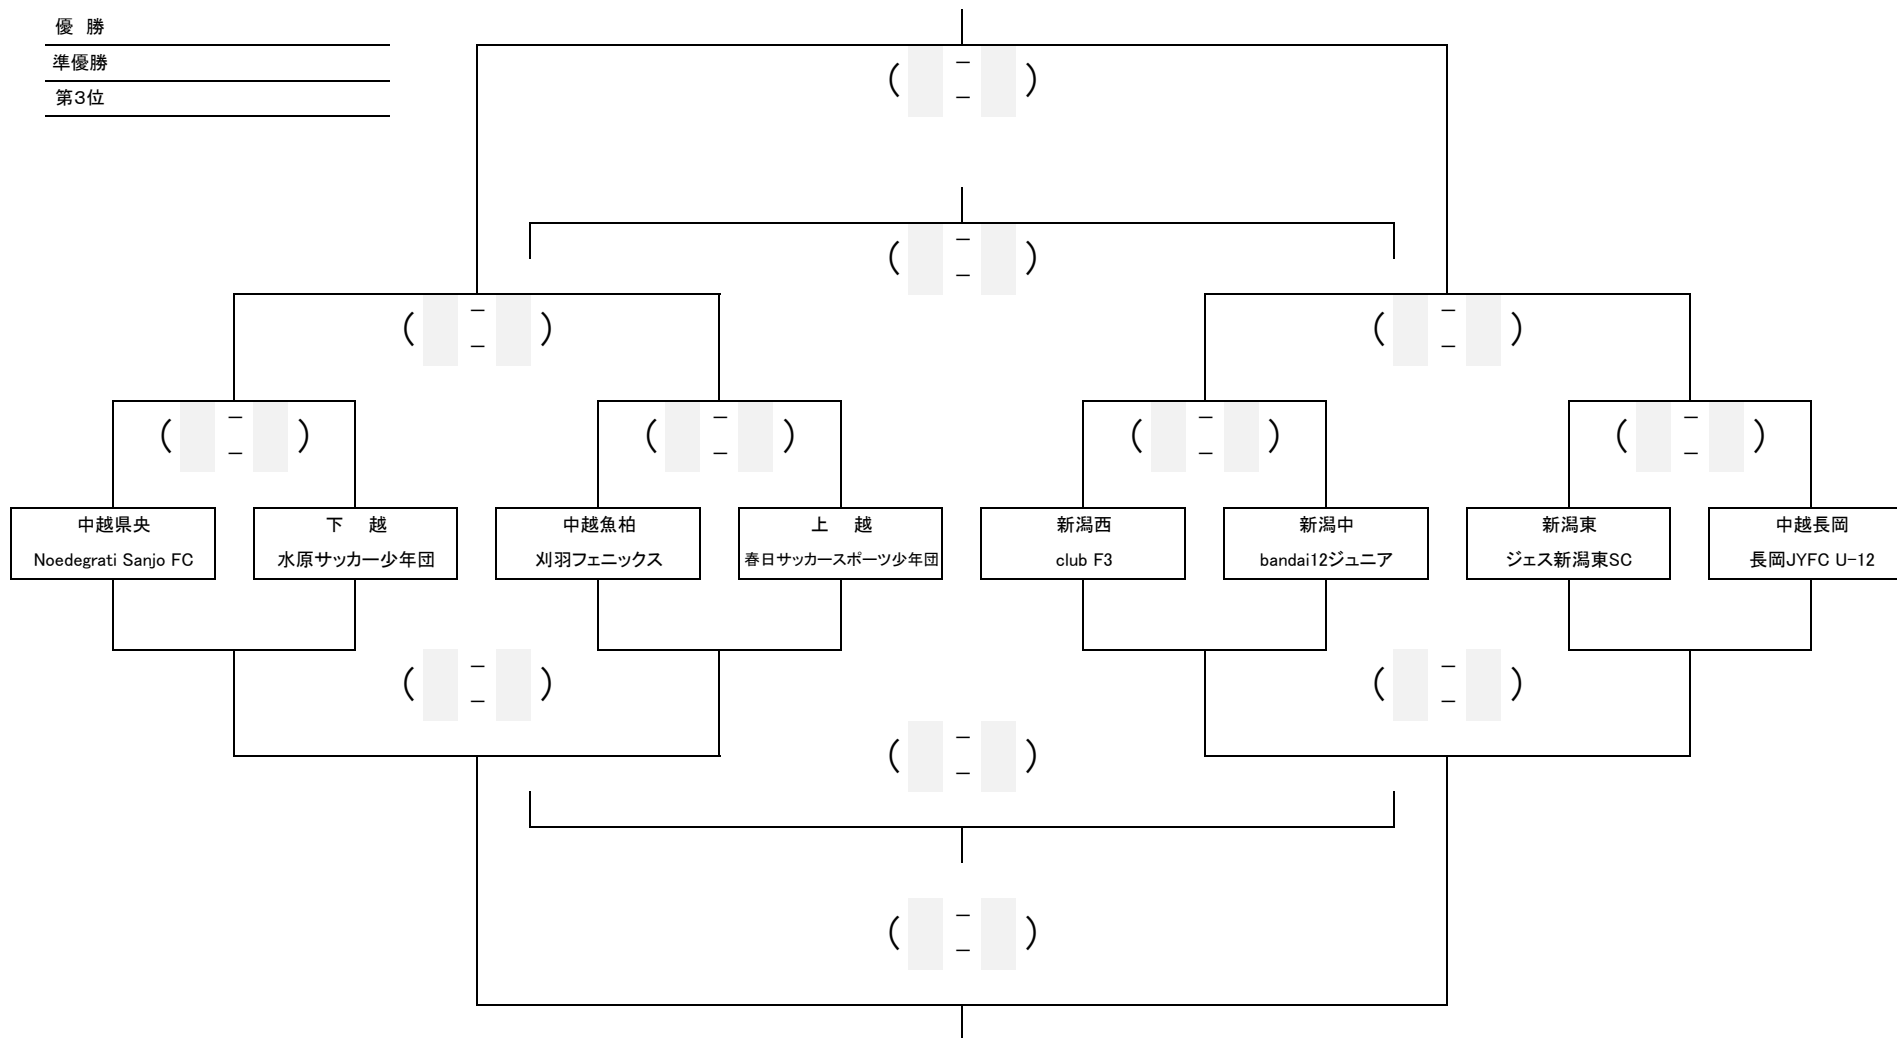 優 勝
準優勝
第3位
( － )
－
( － )
－
( － ) ( － )
－ －
( － ) ( － ) ( － ) ( － )
－ － － －
中越県央 下 越 中越魚柏 上 越 新潟西 新潟中 新潟東 中越長岡
Noedegrati Sanjo FC 水原サッカー少年団 刈羽フェニックス 春日サッカースポーツ少年団 club F3 bandai12ジュニア ジェス新潟東SC 長岡JYFC U-12
( － ) ( － )
－ －
( － )
－
( － )
－